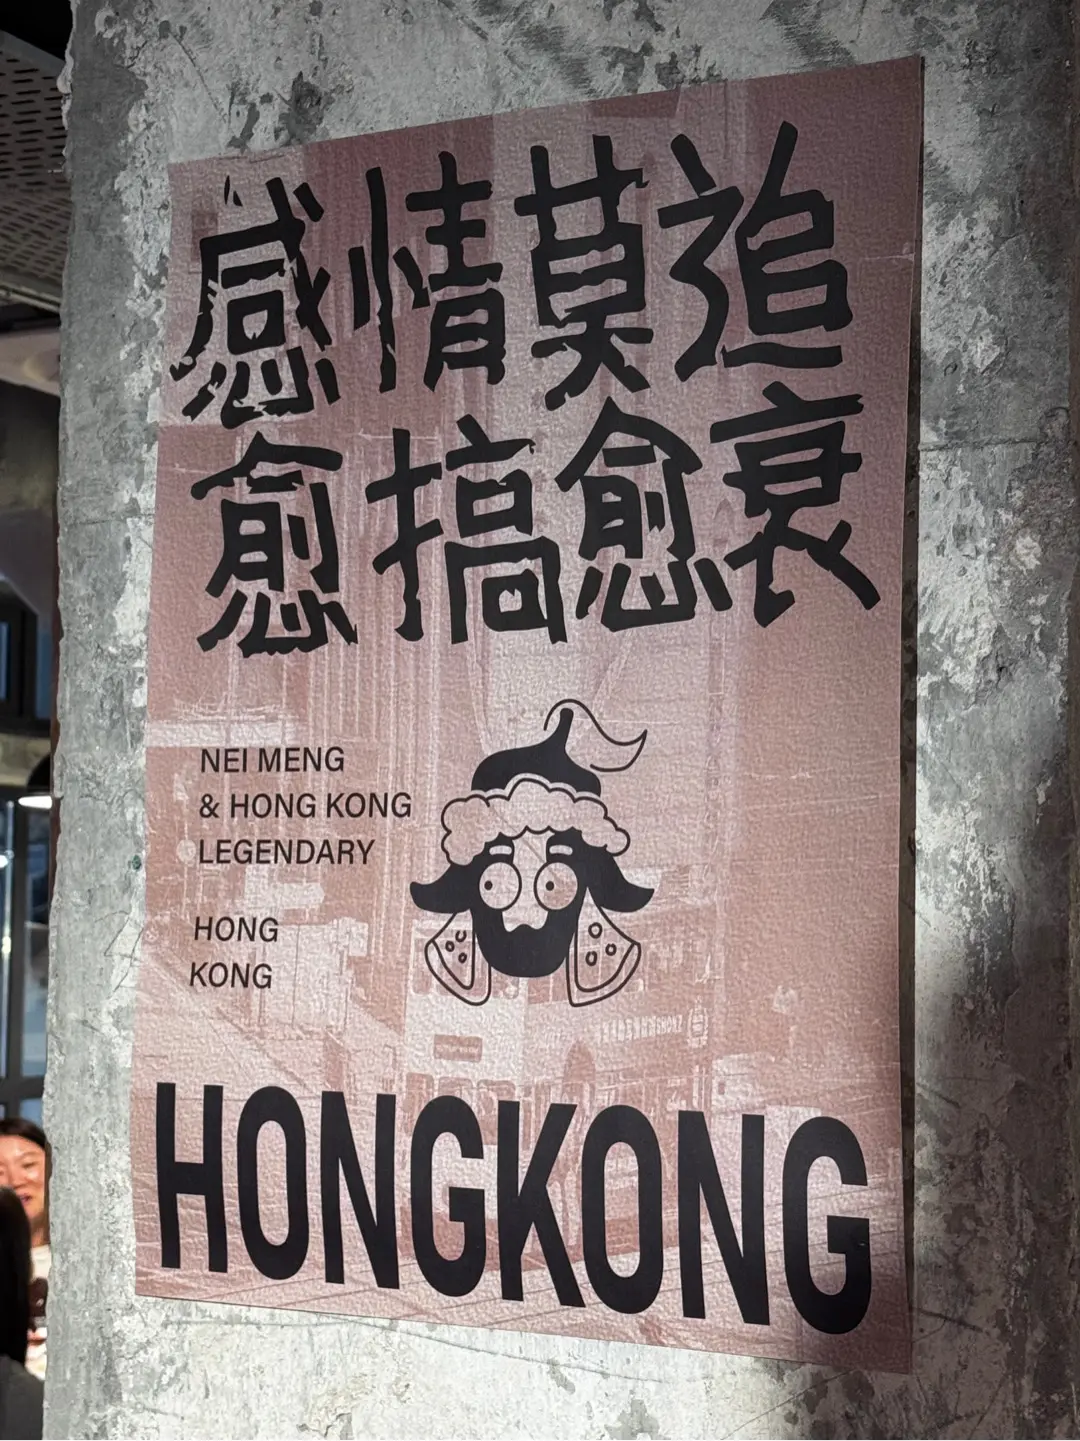 感情莫追
愈搞愈衰
NEI MENG
& HONG KONG
LEGENDARY
HONG
KONG
HONGKONG